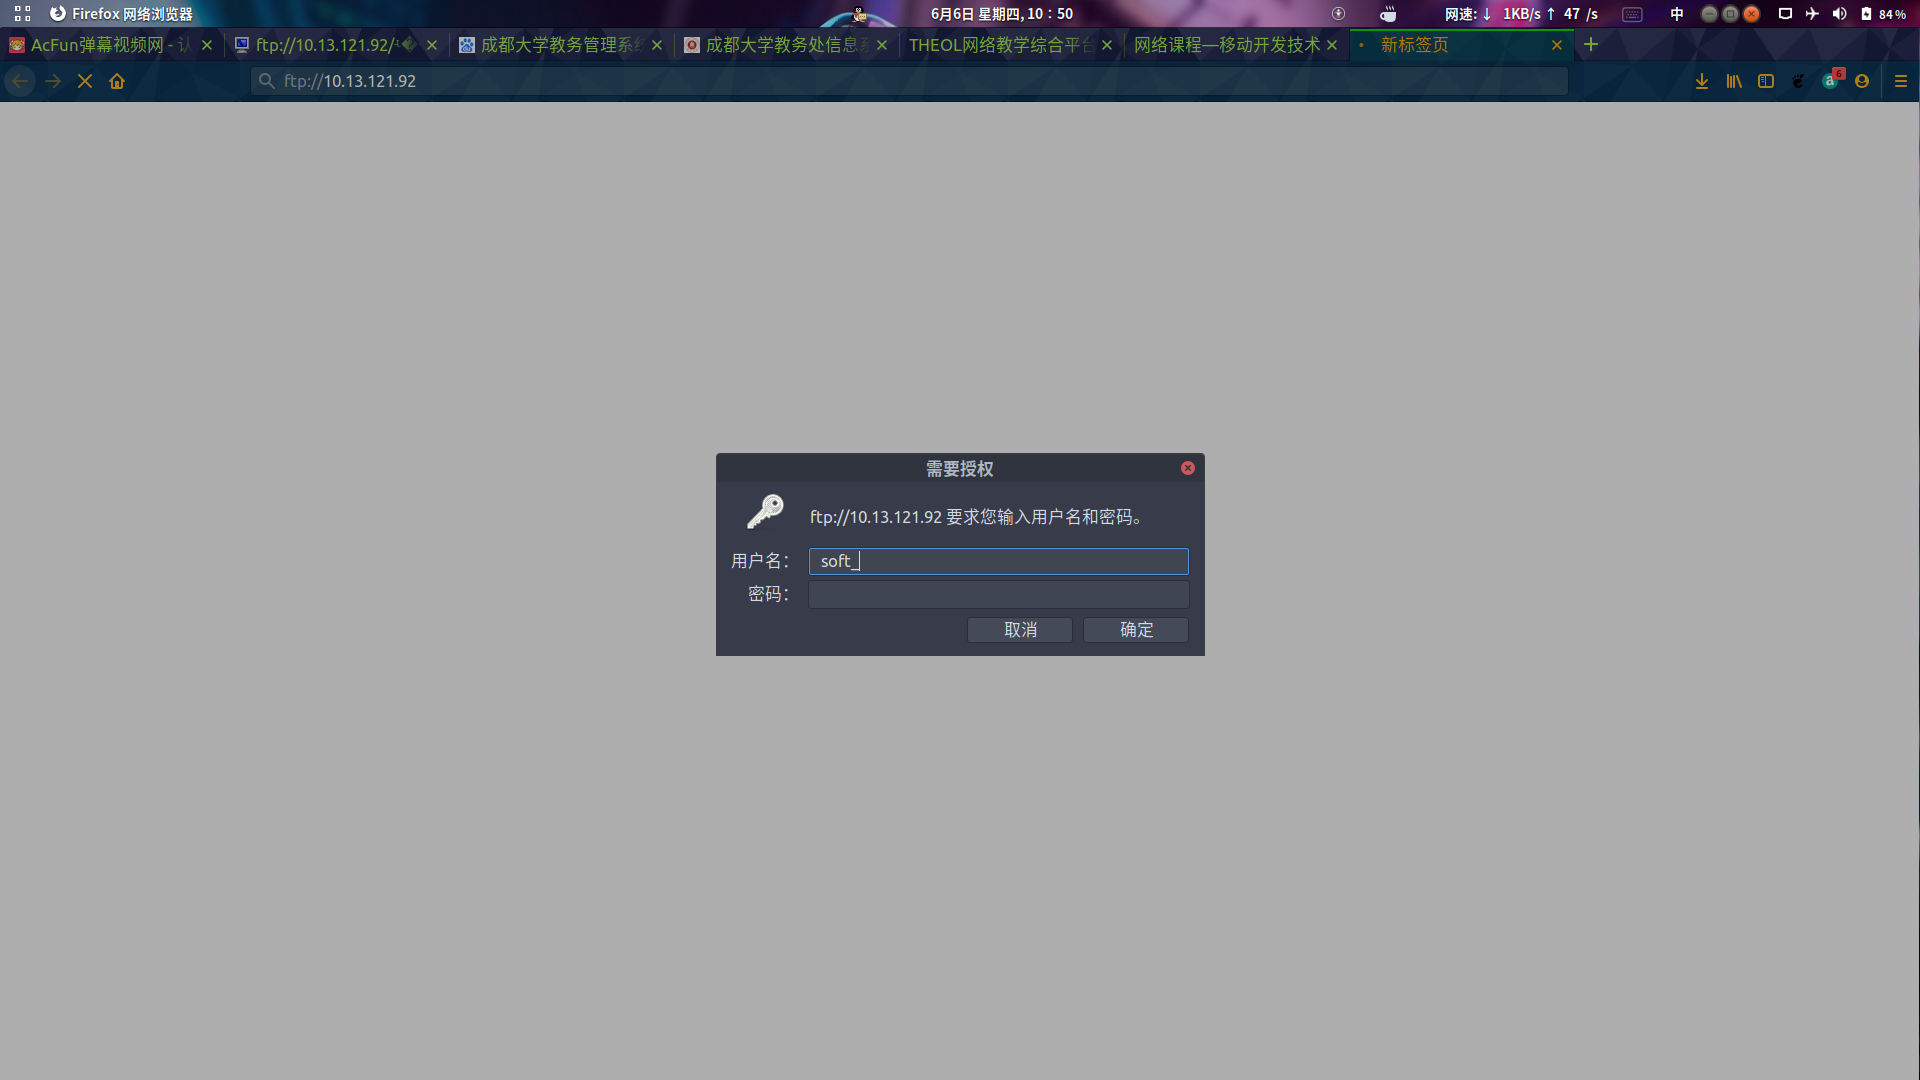 Firefox 网络浏览器
6月6日 星期四, 10：50
网速:↓ 1KB/s ↑ 47 /s
中
84 %
AcFun弹幕视频网 - 认
ftp://10.13.121.92/
成都大学教务管理系统
成都大学教务处信息系
THEOL网络教学综合平台
网络课程—移动开发技术
新标签页
ftp://10.13.121.92
a
6
需要授权
ftp://10.13.121.92 要求您输入用户名和密码。
用户名：
soft_
密码：
取消
确定